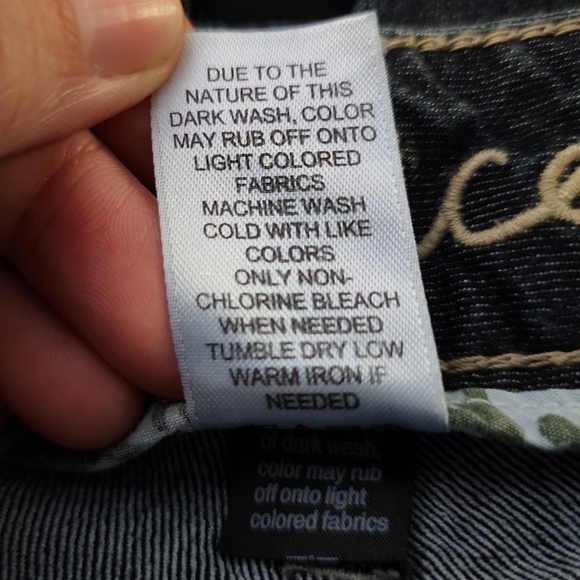 DUE TO THE
NATURE OF THIS
DARK WASH, COLOR
MAY RUB OFF ONTO
LIGHT COLORED
FABRICS
MACHINE WASH
COLD WITH LIKE
COLORS
ONLY NON-
CHLORINE BLEACH
WHEN NEEDED
TUMBLE DRY LOW
WARM IRON IF
NEEDED
of dark wash,
color may rub
off onto light
colored fabrics